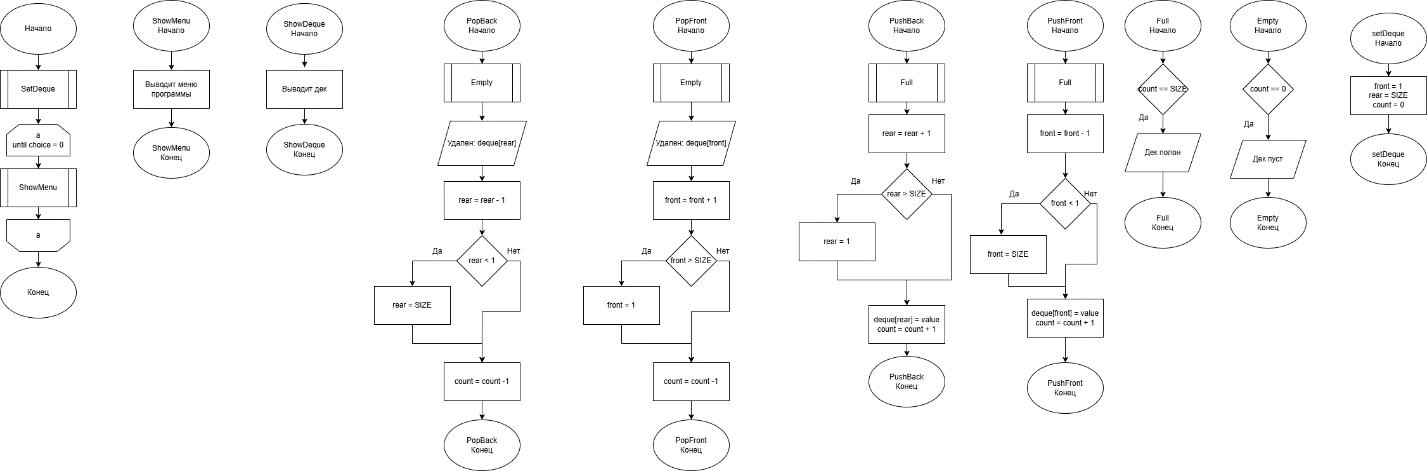 Начало
SetDeque
a
until choice = 0
ShowMenu
a
Конец
ShowMenu
Начало
Выводит меню
программы
ShowMenu
Конец
ShowDeque
Начало
Выводит дек
ShowDeque
Конец
PopBack
Начало
Empty
Удален: deque[rear]
rear = rear - 1
rear < 1
Да
Нет
rear = SIZE
count = count -1
PopBack
Конец
PopFront
Начало
Empty
Удален: deque[front]
front = front + 1
front > SIZE
Да
Нет
front = 1
count = count -1
PopFront
Конец
PushBack
Начало
Full
rear = rear + 1
Да
Нет
rear > SIZE
rear = 1
deque[rear] = value
count = count + 1
PushBack
Конец
PushFront
Начало
Full
front = front - 1
Да
Нет
front < 1
front = SIZE
deque[front] = value
count = count + 1
PushFront
Конец
Full
Начало
count == SIZE
Да
Дек полон
Full
Конец
Empty
Начало
count == 0
Да
Дек пуст
Empty
Конец
setDeque
Начало
front = 1
rear = SIZE
count = 0
setDeque
Конец